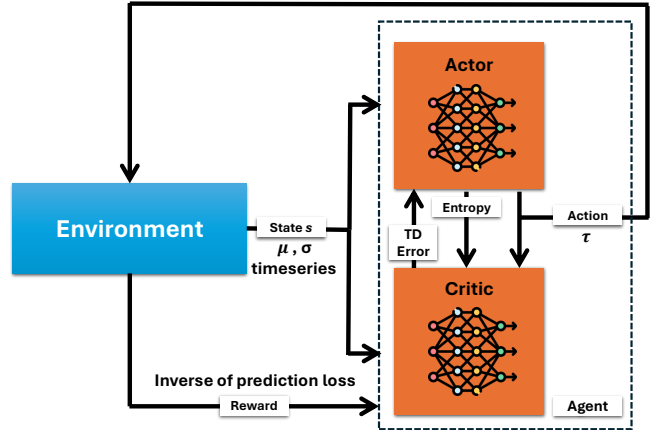 Actor
Environment
State s
μ , σ
timeseries
Entropy
TD
Error
Action
τ
Critic
Inverse of prediction loss
Reward
Agent